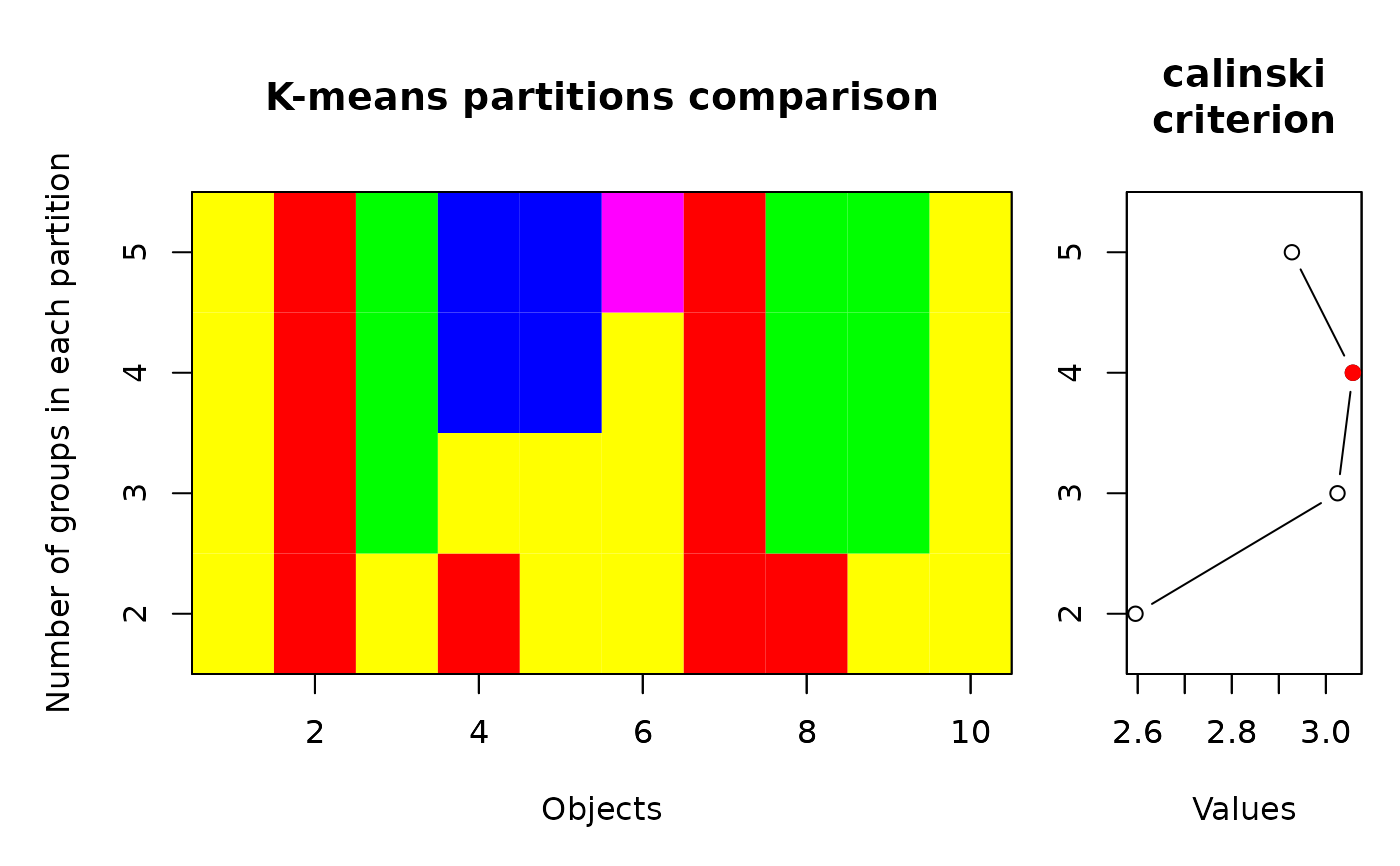 K-means partitions comparison
Number of groups in each partition
5
4
3
2
2 4 6 8 10
Objects
calinski
criterion
5
4
3
2
2.6 2.8 3.0
Values